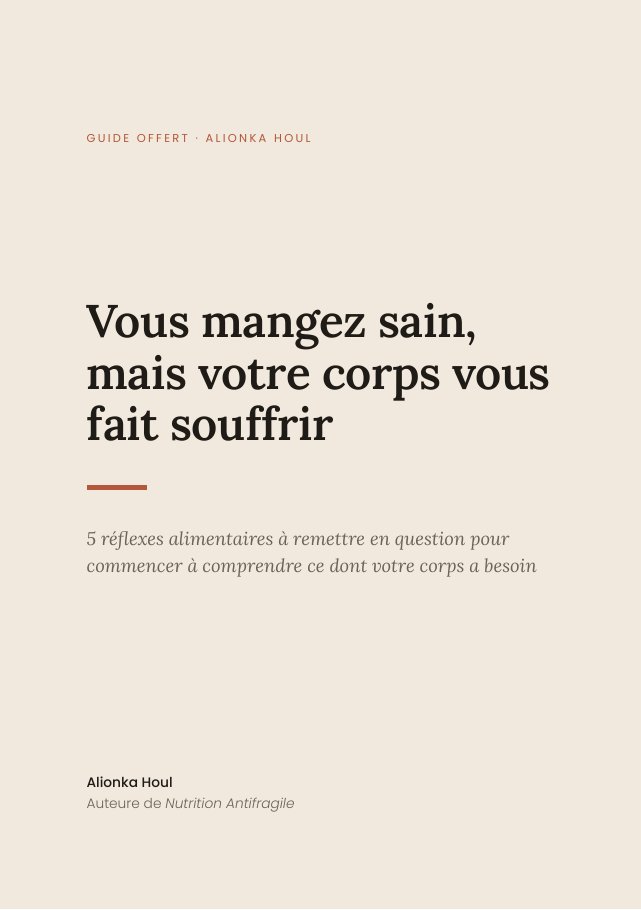 GUIDE OFFERT · ALIONKA HOUL
Vous mangez sain,
mais votre corps vous
fait souffrir
5 réflexes alimentaires à remettre en question pour
commencer à comprendre ce dont votre corps a besoin
Alionka Houl
Auteure de Nutrition Antifragile